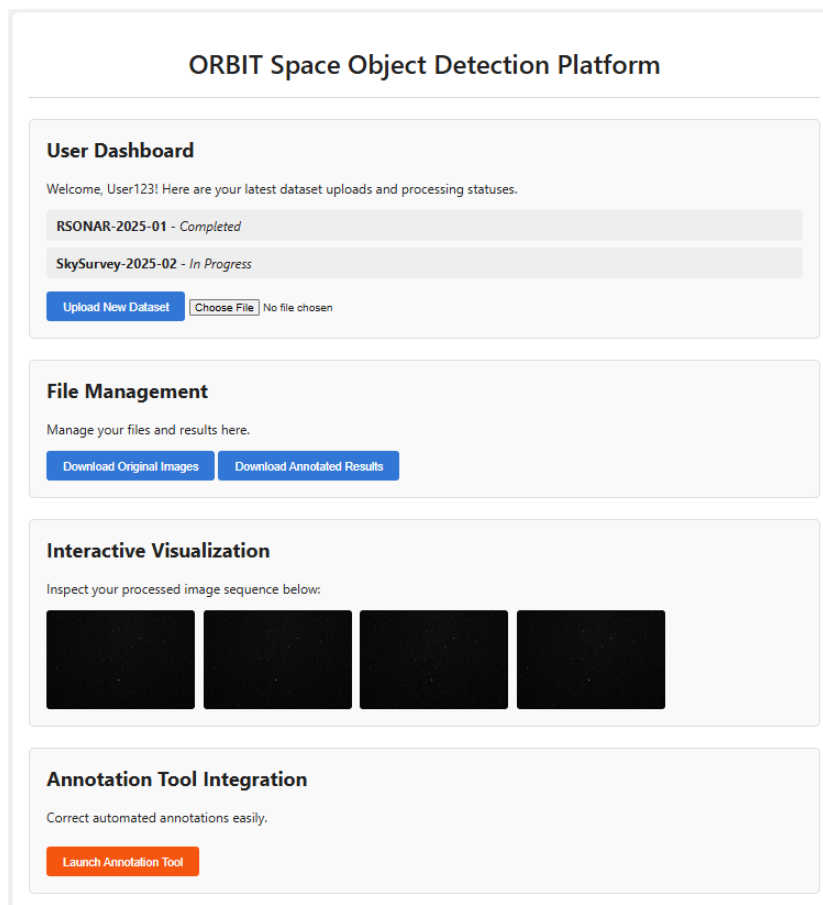 ORBIT Space Object Detection Platform
User Dashboard
Welcome, User123! Here are your latest dataset uploads and processing statuses.
RSONAR-2025-01 - Completed
SkySurvey-2025-02 - In Progress
Upload New Dataset Choose File No file chosen
File Management
Manage your files and results here.
Download Original Images Download Annotated Results
Interactive Visualization
Inspect your processed image sequence below:
Annotation Tool Integration
Correct automated annotations easily.
Launch Annotation Tool